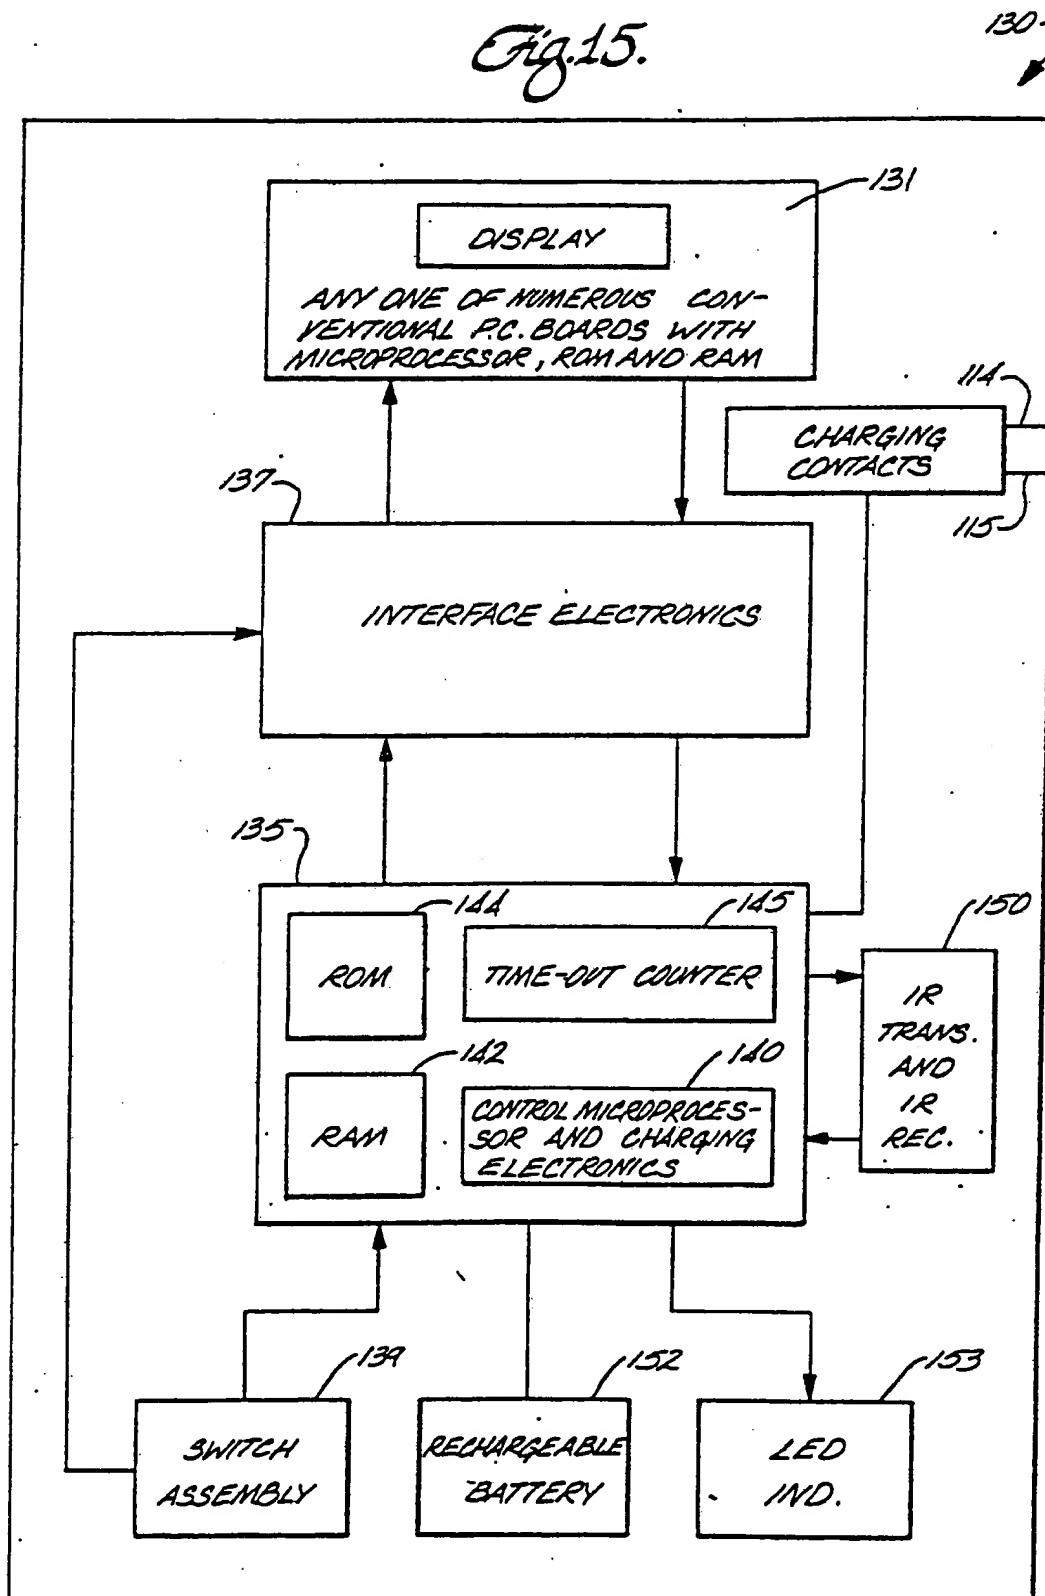 Fig. 15.
130
131
DISPLAY
ANY ONE OF NUMEROUS CON-
VENTIONAL P.C. BOARDS WITH
MICROPROCESSOR, ROM AND RAM
114
CHARGING
CONTACTS
115
137
INTERFACE ELECTRONICS
135
144
145
150
ROM
TIME-OUT COUNTER
IR
TRANS.
AND
IR
REC.
142
140
RAM
CONTROL MICROPROCES-
SOR AND CHARGING
ELECTRONICS
139
152
153
SWITCH
ASSEMBLY
RECHARGEABLE
BATTERY
LED
IND.